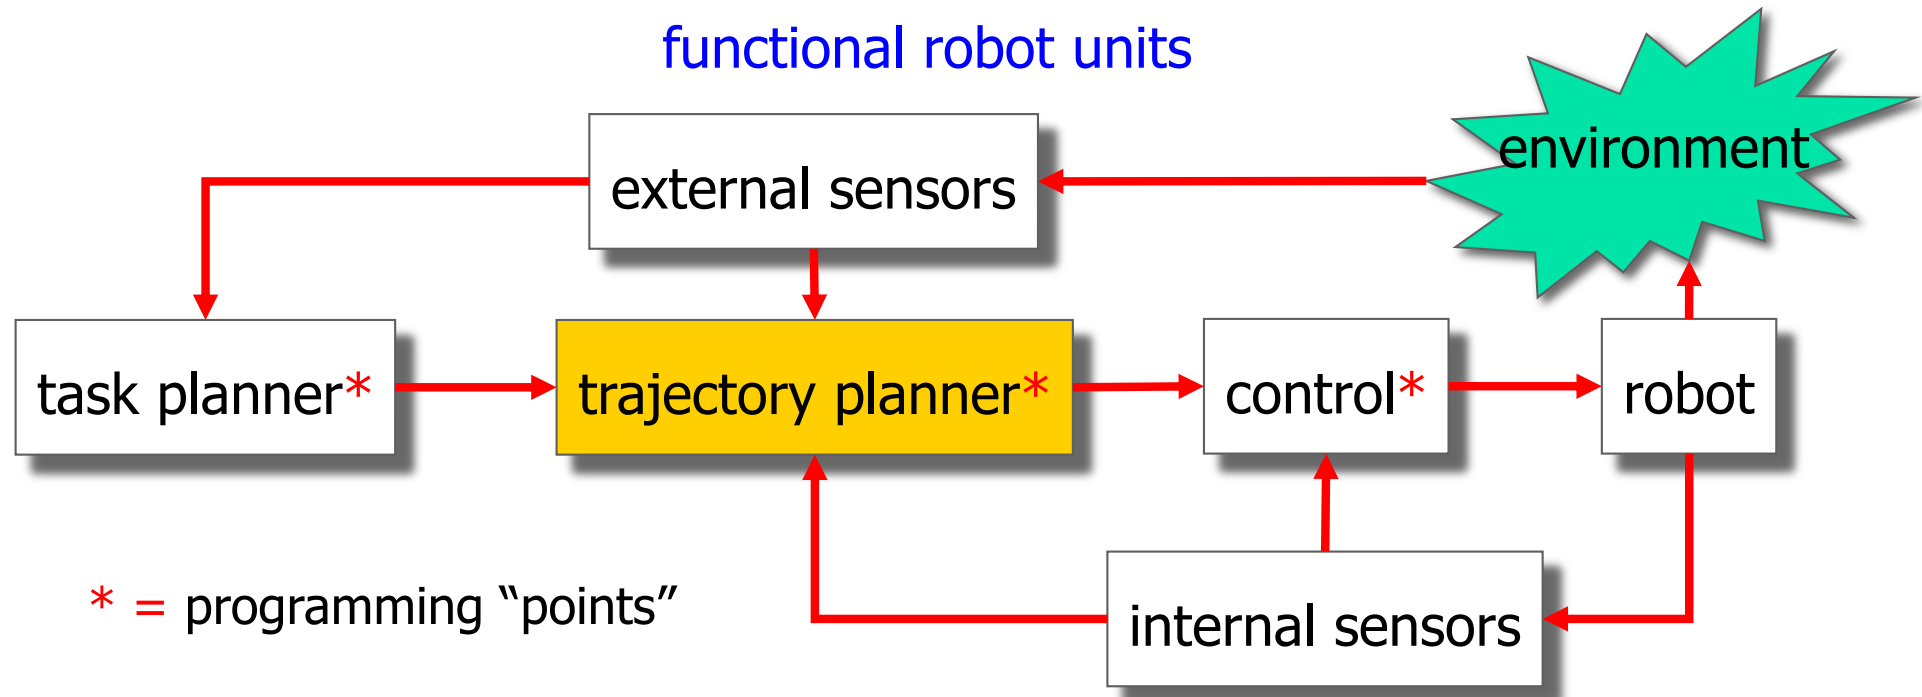 functional robot units
environment
external sensors
task planner*
trajectory planner*
control*
robot
* = programming “points”
internal sensors